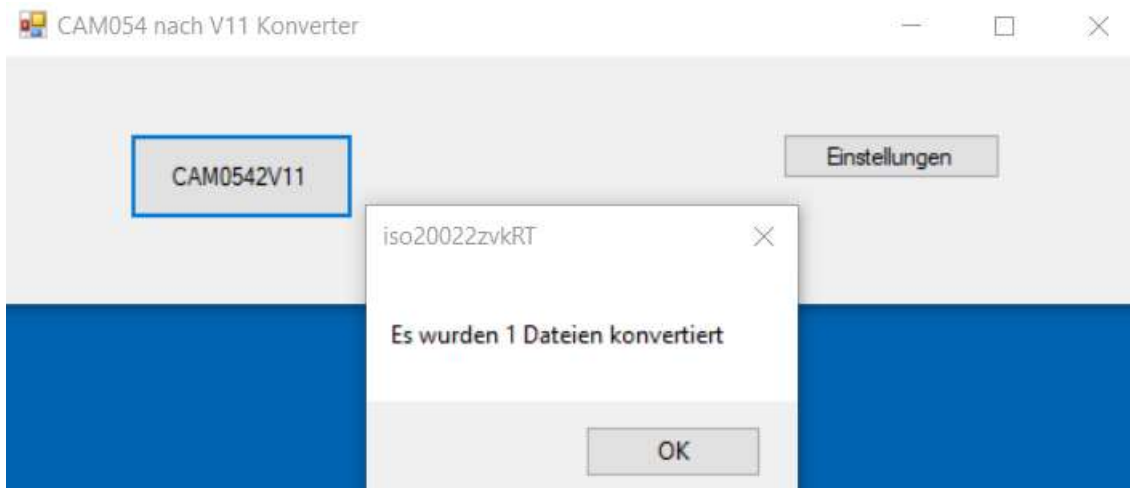 CAM054 nach V11 Konverter
CAM0542V11
Einstellungen
iso20022zvkRT
Es wurden 1 Dateien konvertiert
OK